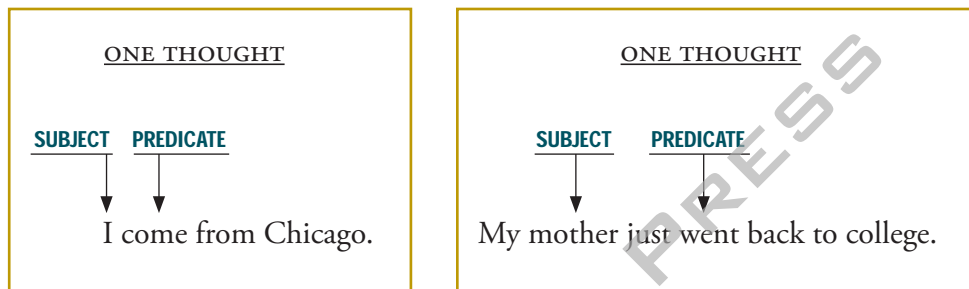 ONE THOUGHT
SUBJECT PREDICATE
I come from Chicago.
ONE THOUGHT
SUBJECT PREDICATE
My mother just went back to college.
PRESS